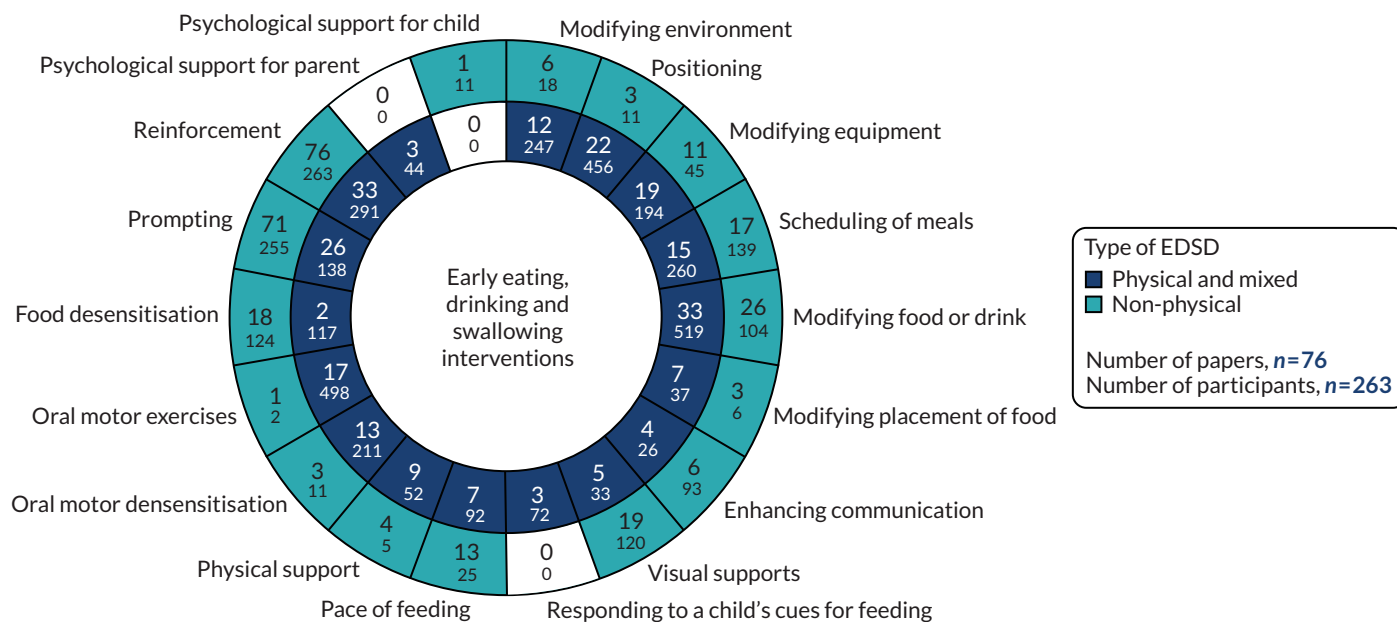 Psychological support for child
Modifying environment
Psychological support for parent
Positioning
Reinforcement
Modifying equipment
Prompting
Scheduling of meals
Food desensitisation
Modifying food or drink
Oral motor exercises
Modifying placement of food
Oral motor densensitisation
Enhancing communication
Physical support
Visual supports
Pace of feeding
Responding to a child's cues for feeding
1
11
6
18
3
11
11
45
17
139
26
104
3
6
6
93
19
120
0
0
13
25
4
5
3
11
1
2
18
124
71
255
76
263
0
0
0
0
12
247
22
456
19
194
15
260
33
519
7
37
4
26
5
33
3
72
7
92
9
52
13
211
17
498
2
117
26
138
33
291
3
44
Early eating,
drinking and
swallowing
interventions
Type of EDSD
Physical and mixed
Non-physical
Number of papers, n=76
Number of participants, n=263